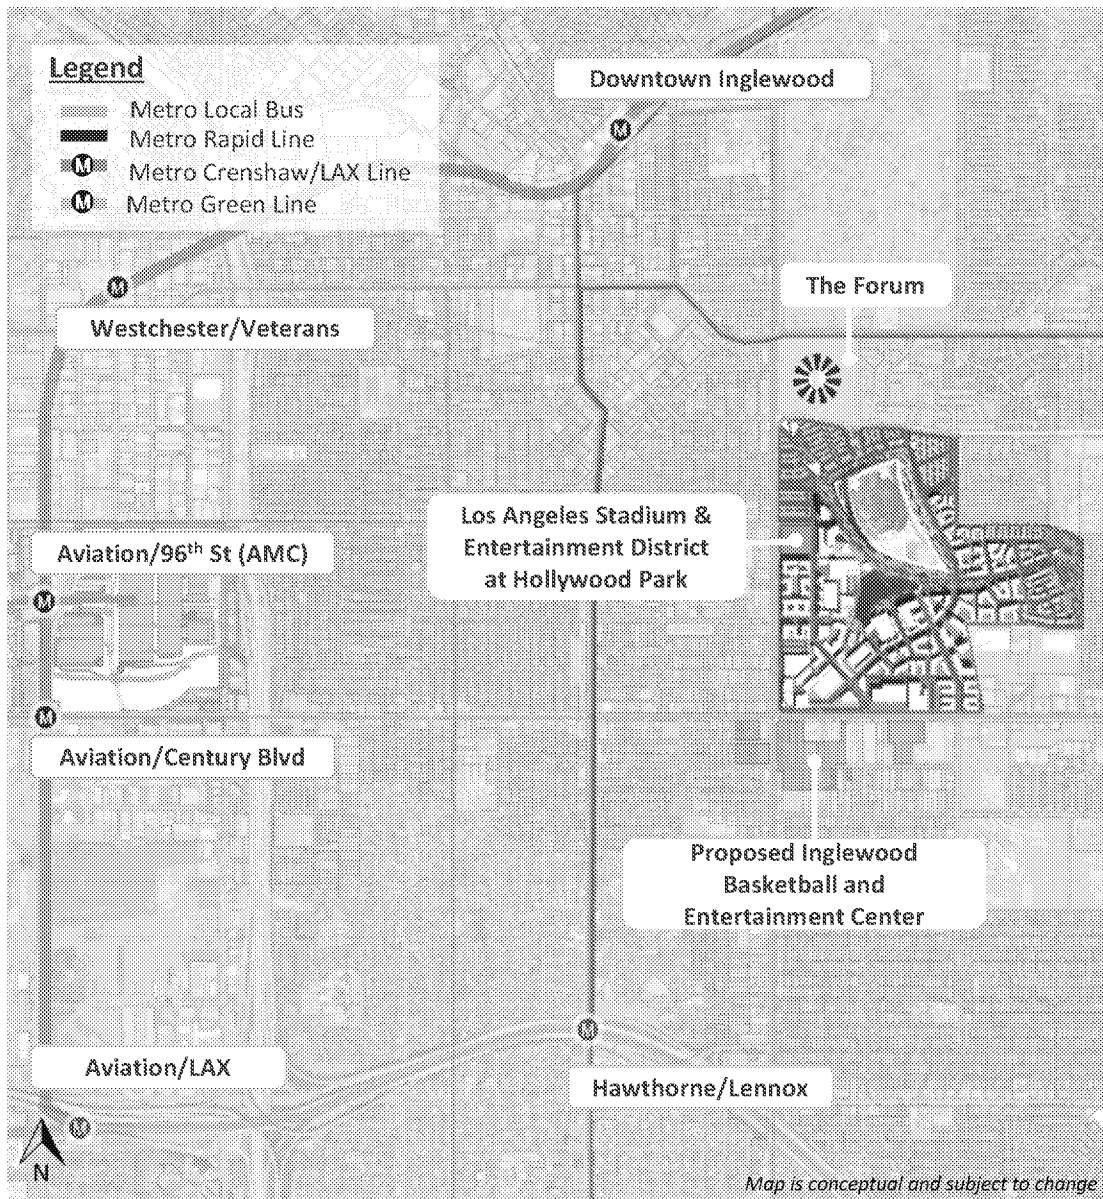 Legend
Metro Local Bus
Metro Rapid Line
M Metro Crenshaw/LAX Line
M Metro Green Line
Downtown Inglewood
M
The Forum
M
Westchester/Veterans
Los Angeles Stadium &
Entertainment District
at Hollywood Park
Aviation/96th St (AMC)
M
M
Aviation/Century Blvd
Proposed Inglewood
Basketball and
Entertainment Center
M
Aviation/LAX
Hawthorne/Lennox
M
N
Map is conceptual and subject to change